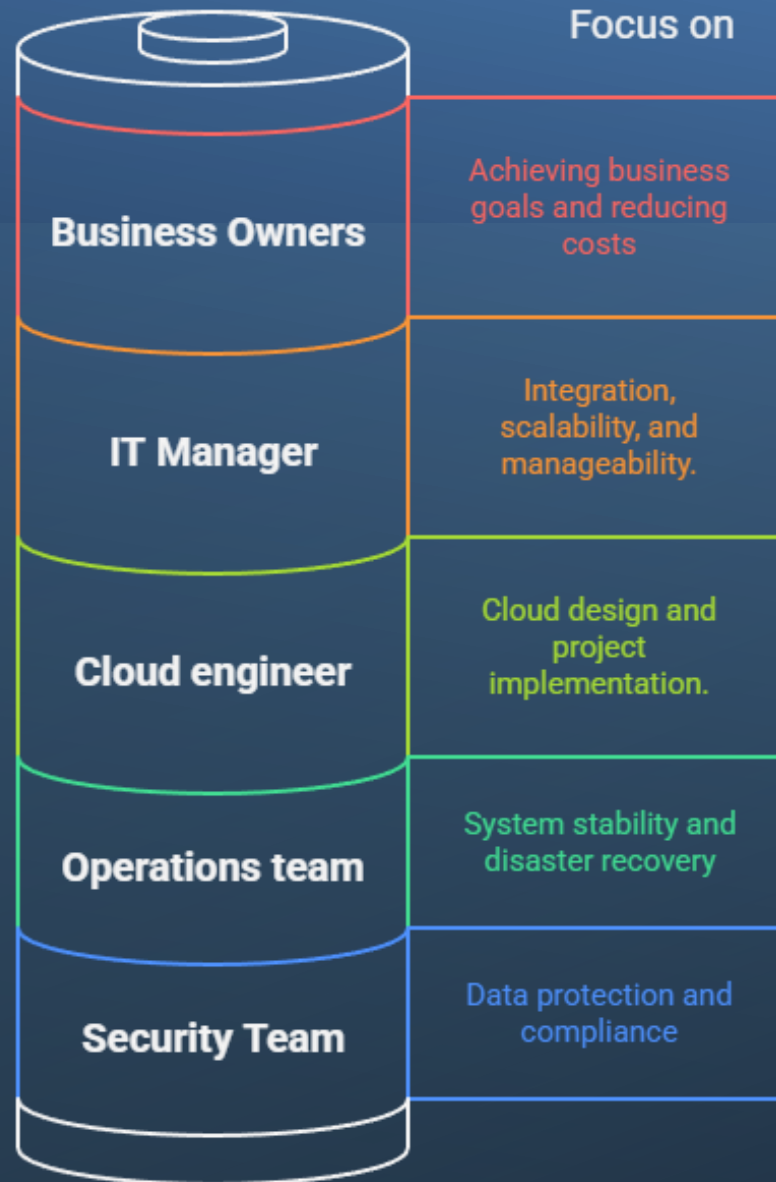 Focus on
Business Owners
Achieving business
goals and reducing
costs
IT Manager
Integration,
scalability, and
manageability.
Cloud engineer
Cloud design and
project
implementation.
Operations team
System stability and
disaster recovery
Security Team
Data protection and
compliance